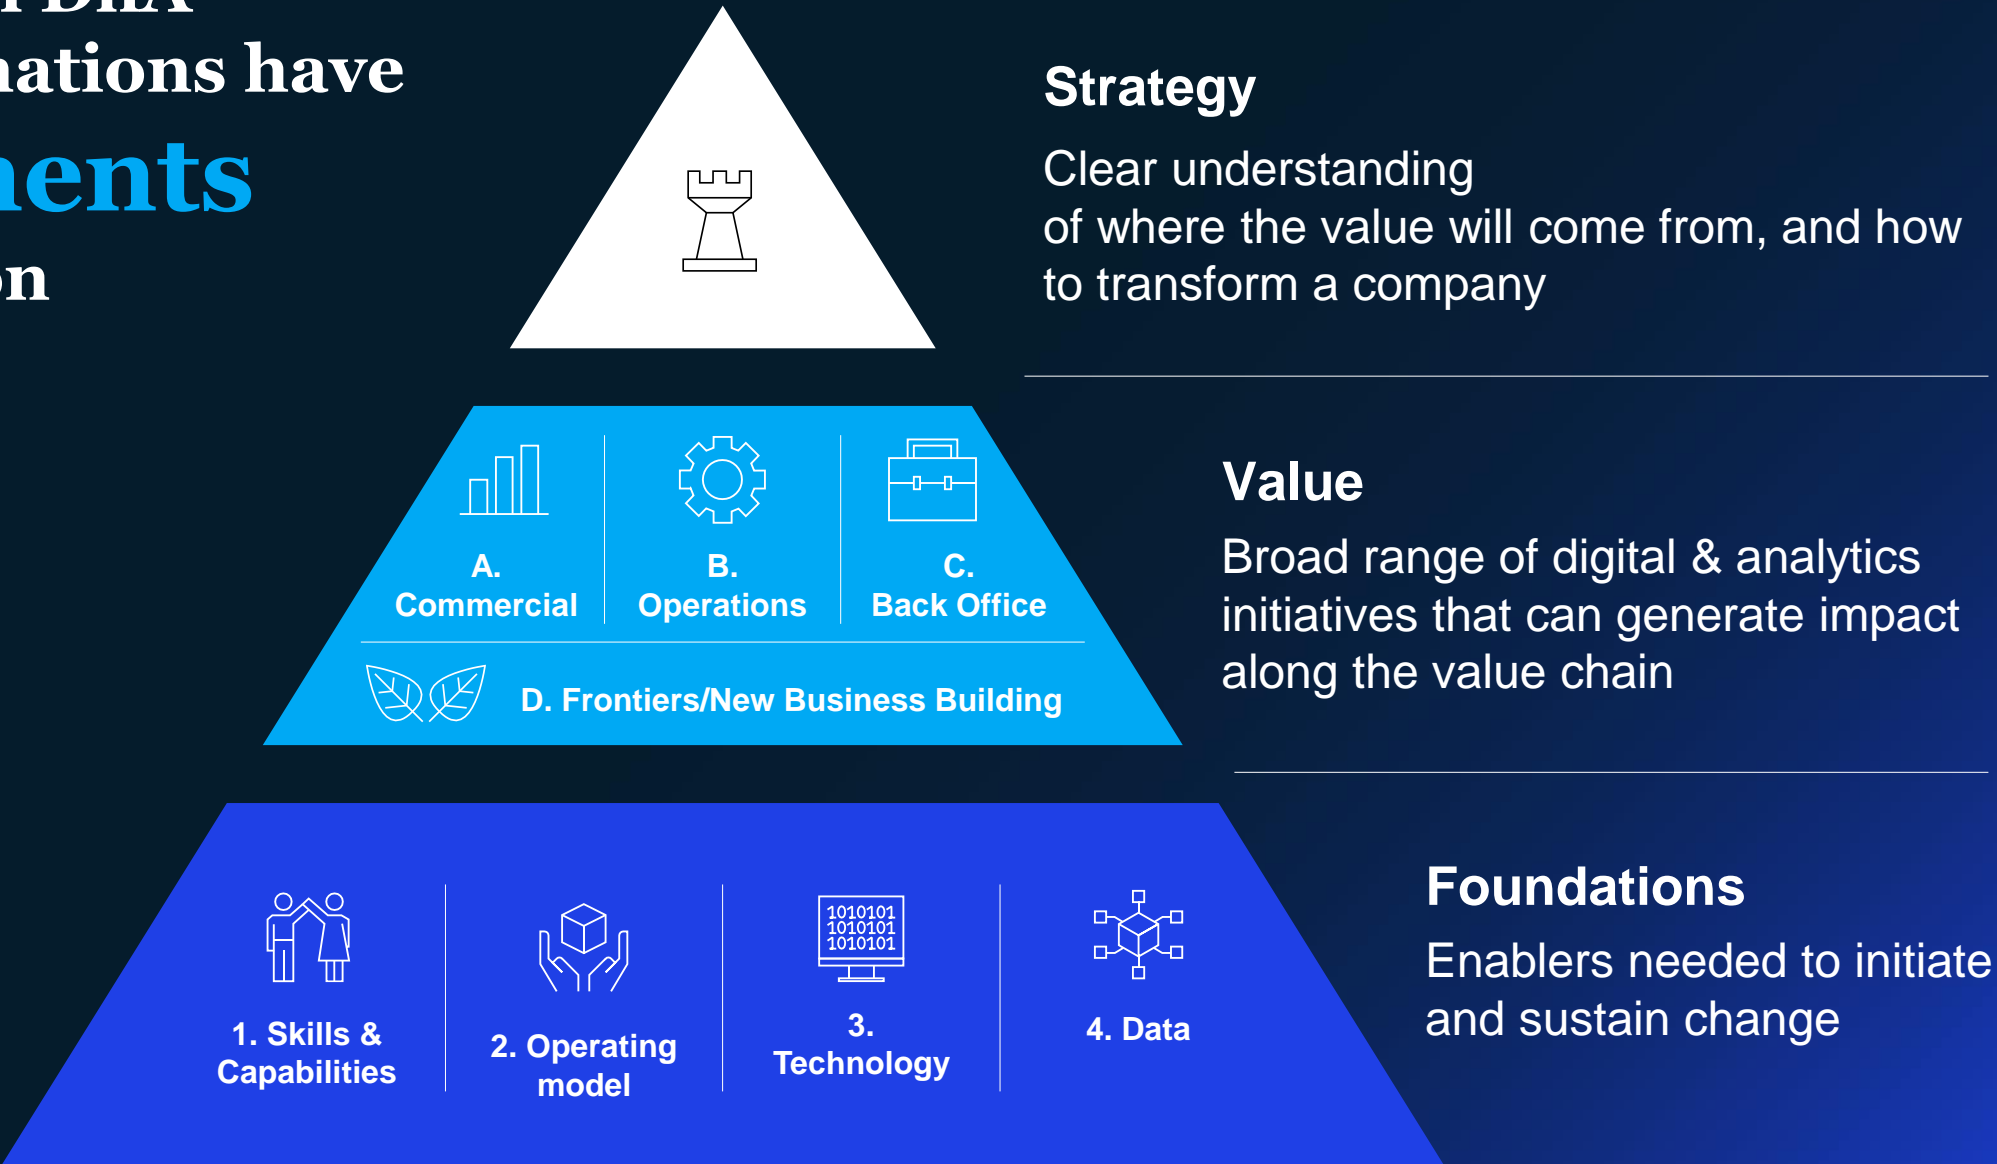 DnA
have
on
Strategy
Clear understanding
of where the value will come from, and how
to transform a company
A.
Commercial
B.
Operations
C.
Back Office
D. Frontiers/New Business Building
Value
Broad range of digital & analytics
initiatives that can generate impact
along the value chain
1. Skills &
Capabilities
2. Operating
model
1010101
1010101
1010101
3.
Technology
4. Data
Foundations
Enablers needed to initiate
and sustain change